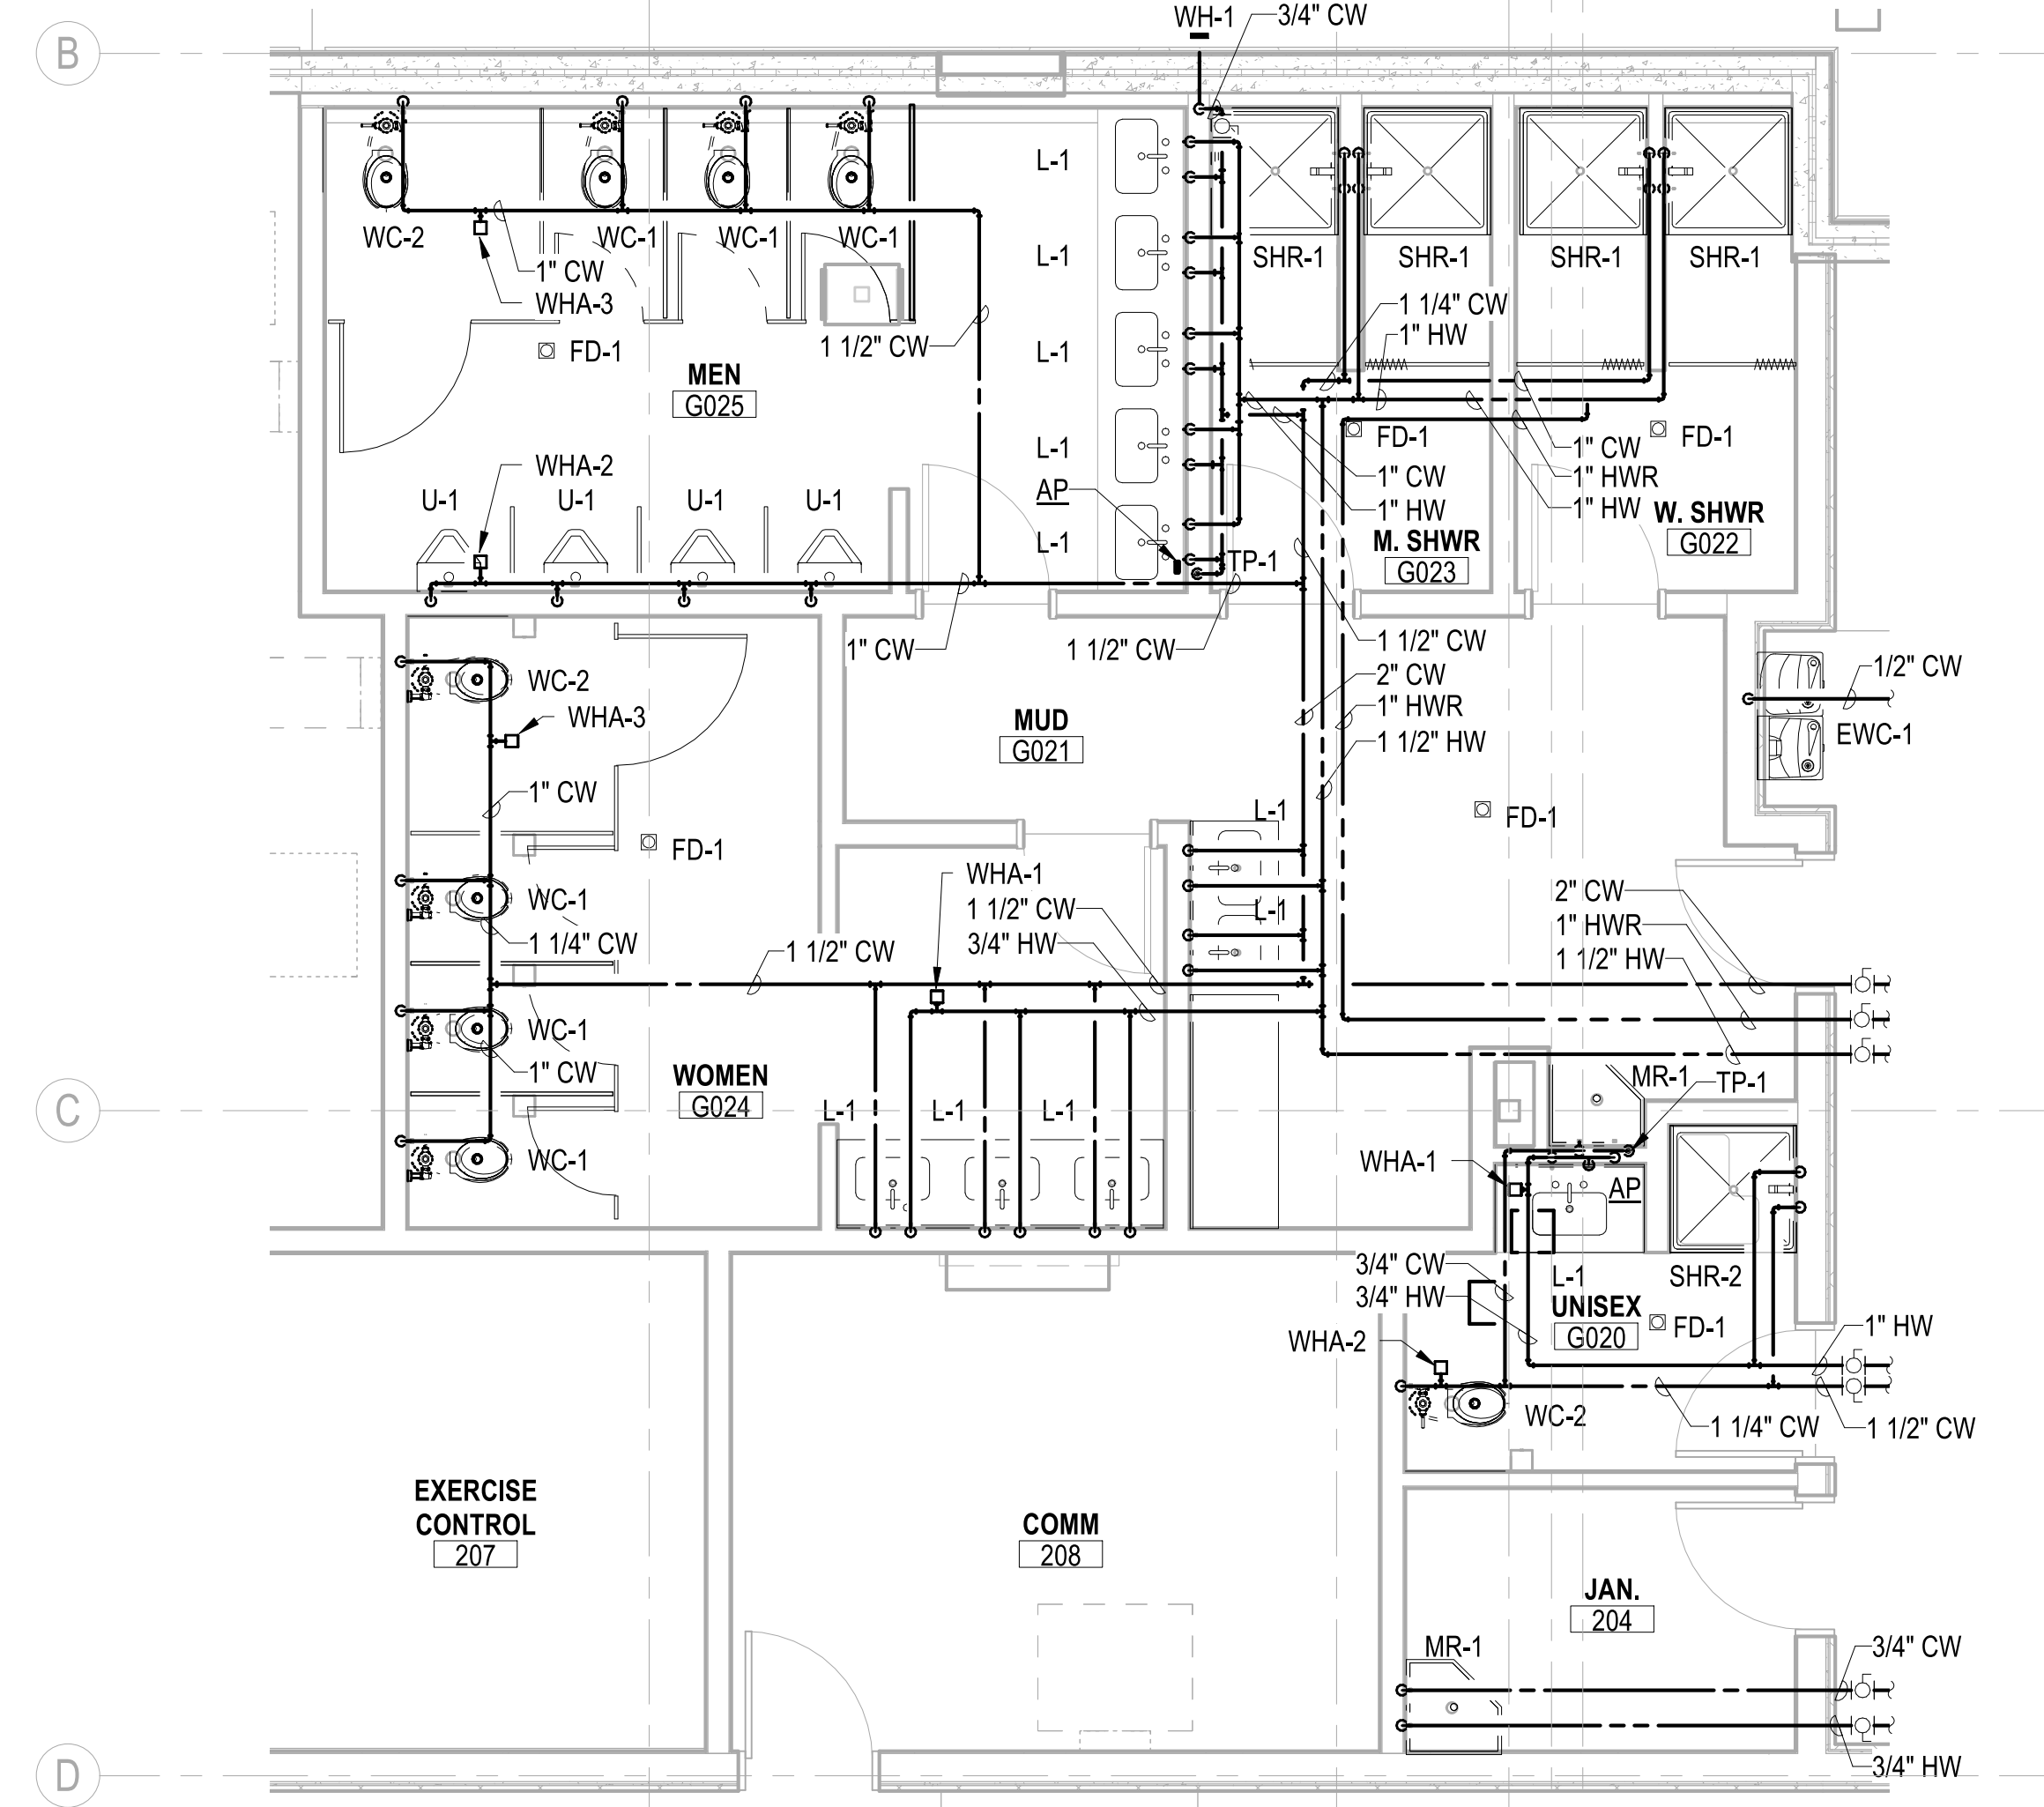 WH-1
3/4" CW
B
L-1
WC-2
WC-1
WC-1
WC-1
L-1
SHR-1
SHR-1
SHR-1
SHR-1
1" CW
WHA-3
1 1/4" CW
1" HW
1 1/2" CW
FD-1
L-1
MEN
G025
FD-1
FD-1
L-1
1" CW
WHA-2
1" CW
1" HWR
AP
U-1
U-1
U-1
U-1
1" HW
1" HW
W. SHWR
G022
L-1
M. SHWR
G023
TP-1
1" CW
1 1/2" CW
1 1/2" CW
1/2" CW
WC-2
2" CW
WHA-3
1" HWR
MUD
G021
1 1/2" HW
EWC-1
1" CW
L-1
FD-1
FD-1
WHA-1
2" CW
WC-1
1 1/2" CW
L-1
1" HWR
1 1/4" CW
1 1/2" CW
3/4" HW
1 1/2" HW
WC-1
1" CW
WOMEN
G024
MR-1
TP-1
C
L-1
L-1
L-1
WC-1
WHA-1
AP
3/4" CW
L-1
SHR-2
3/4" HW
UNISEX
G020
FD-1
1" HW
WHA-2
WC-2
1 1/4" CW
1 1/2" CW
EXERCISE
CONTROL
207
COMM
208
JAN.
204
MR-1
3/4" CW
3/4" HW
D